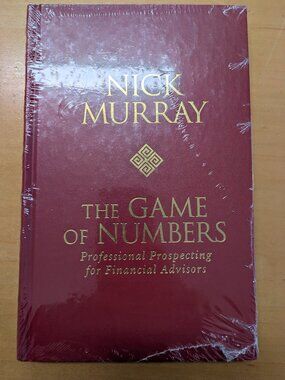 NICK
MURRAY
THE GAME
OF NUMBERS
Professional Prospecting
for Financial Advisors